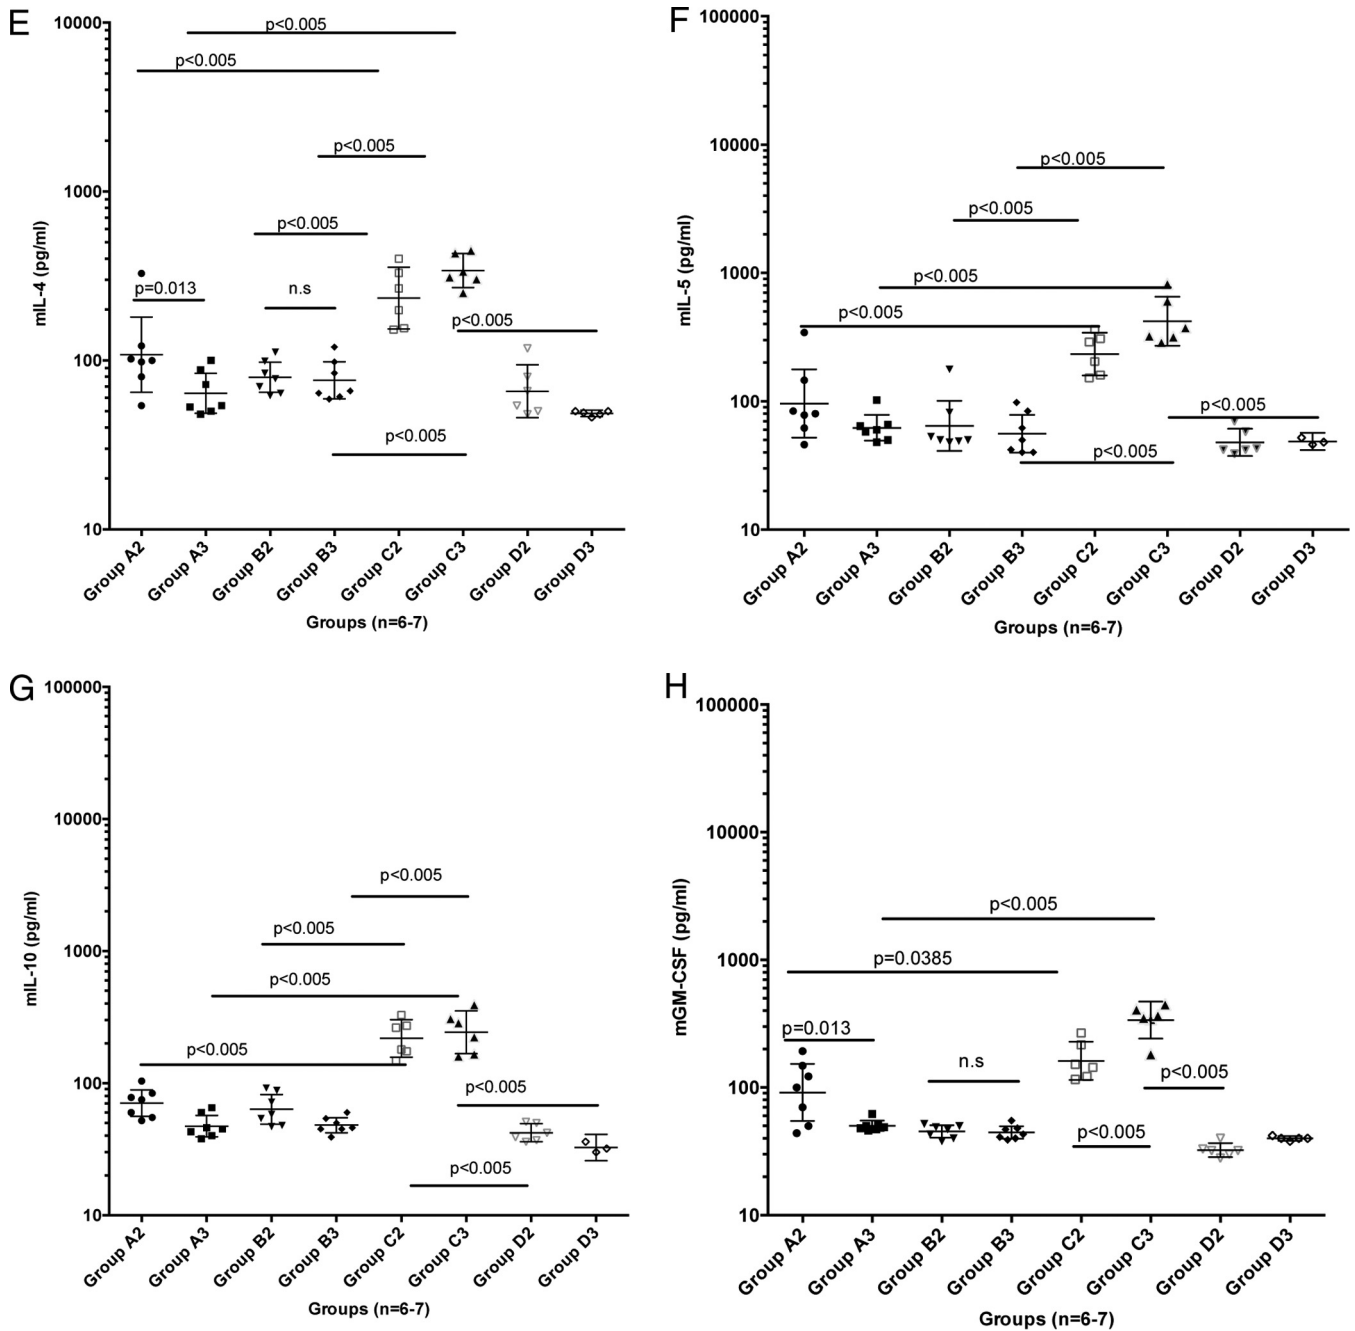 E
10000
1000
100
10
mIL-4 (pg/ml)
p<0.005
p<0.005
p<0.005
p<0.005
p=0.013
n.s
p<0.005
p<0.005
Group A2
Group A3
Group B2
Group B3
Group C2
Group C3
Group D2
Group D3
Groups (n=6-7)
F
100000
10000
1000
100
10
mIL-5 (pg/ml)
p<0.005
p<0.005
p<0.005
p<0.005
p<0.005
p<0.005
Group A2
Group A3
Group B2
Group B3
Group C2
Group C3
Group D2
Group D3
Groups (n=6-7)
G
100000
10000
1000
100
10
mIL-10 (pg/ml)
p<0.005
p<0.005
p<0.005
p<0.005
p<0.005
p<0.005
Group A2
Group A3
Group B2
Group B3
Group C2
Group C3
Group D2
Group D3
Groups (n=6-7)
H
100000
10000
1000
100
10
mGM-CSF (pg/ml)
p<0.005
p=0.0385
p=0.013
n.s
p<0.005
p<0.005
Group A2
Group A3
Group B2
Group B3
Group C2
Group C3
Group D2
Group D3
Groups (n=6-7)